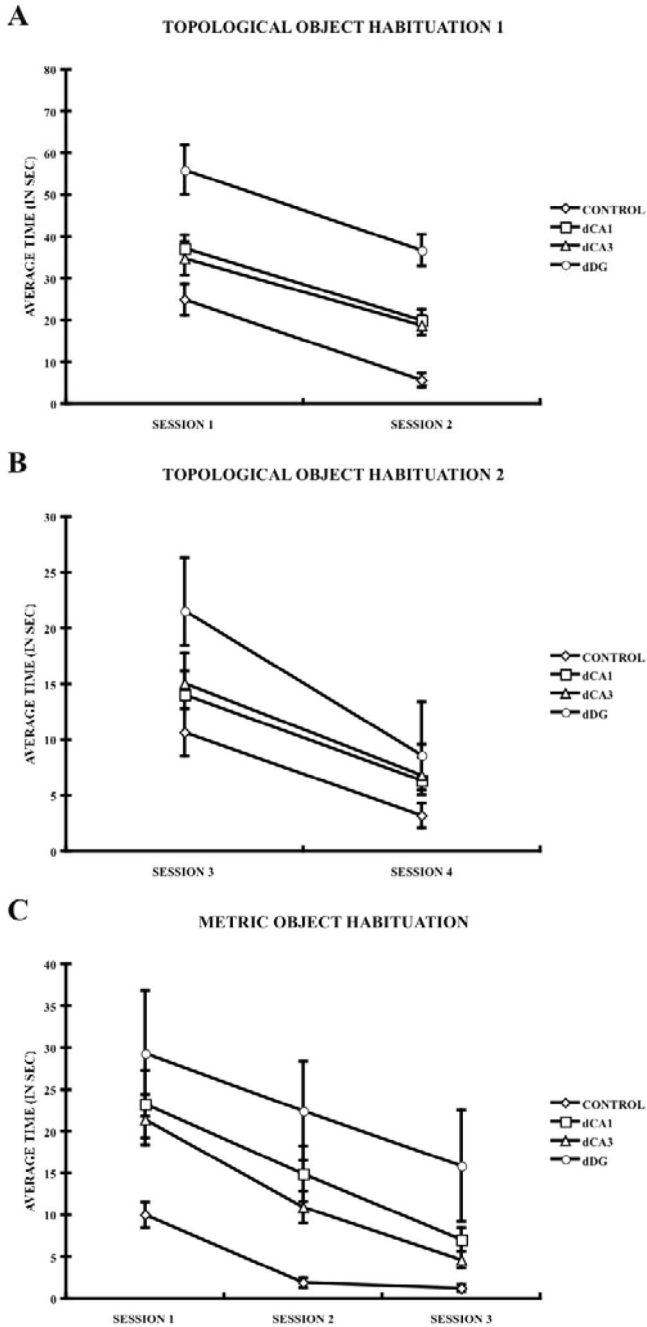 A
TOPOLOGICAL OBJECT HABITUATION 1
AVERAGE TIME (IN SEC)
80
70
60
50
40
30
20
10
0
SESSION 1
SESSION 2
CONTROL
dCA1
dCA3
dDG
B
TOPOLOGICAL OBJECT HABITUATION 2
AVERAGE TIME (IN SEC)
30
25
20
15
10
5
0
SESSION 3
SESSION 4
CONTROL
dCA1
dCA3
dDG
C
METRIC OBJECT HABITUATION
AVERAGE TIME (IN SEC)
40
35
30
25
20
15
10
5
0
SESSION 1
SESSION 2
SESSION 3
CONTROL
dCA1
dCA3
dDG